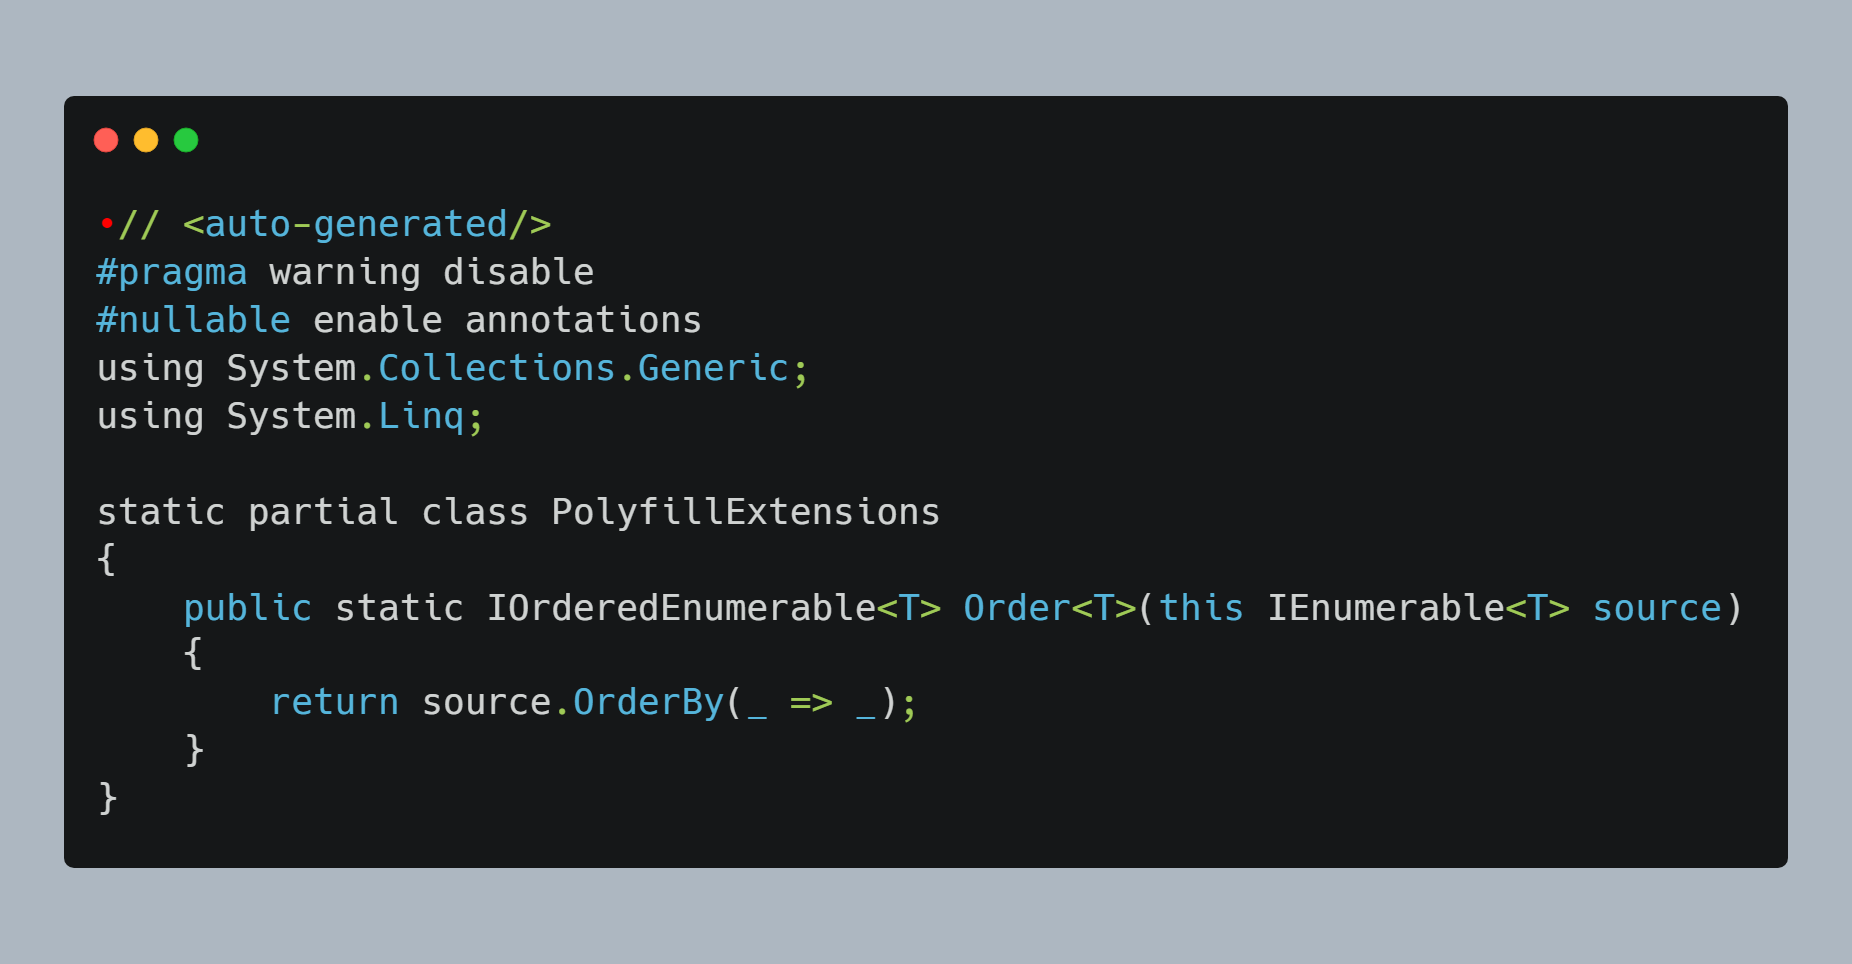 •// <auto-generated/>
#pragma warning disable
#nullable enable annotations
using System.Collections.Generic;
using System.Linq;

static partial class PolyfillExtensions
{
    public static IOrderedEnumerable<T> Order<T>(this IEnumerable<T> source)
    {
        return source.OrderBy(_ => _);
    }
}